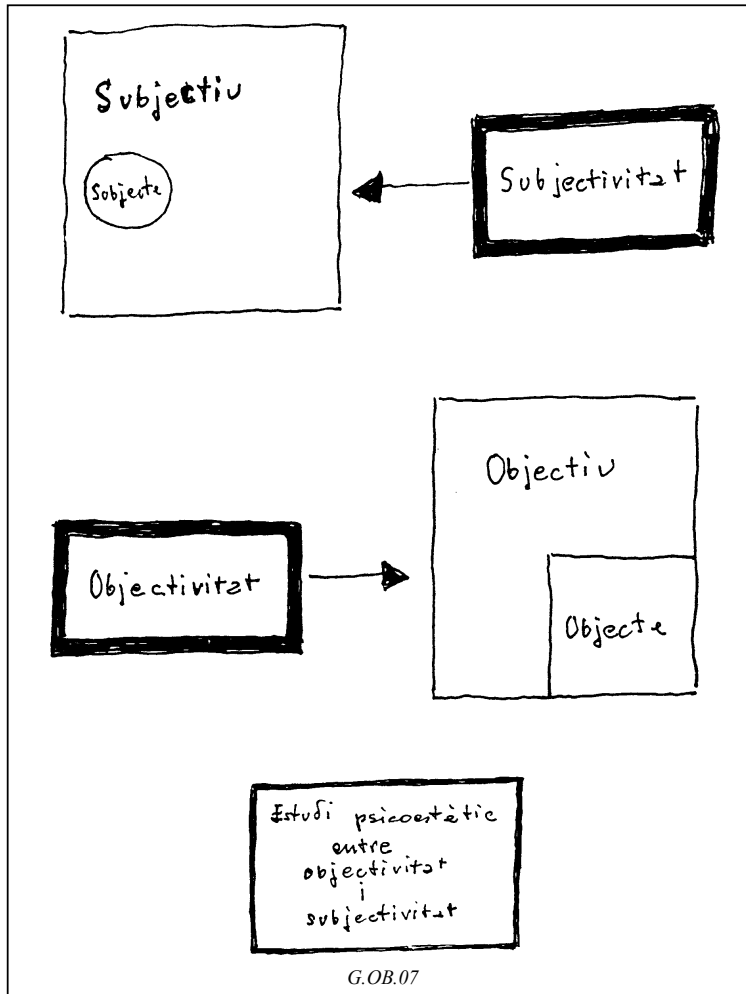 Subjectiu
Subjecte
Subjectivitat
Objectiu
Objectivitat
Objecte
Estudi psicoestètic
entre
objectivitat
i
subjectivitat
G.OB.07